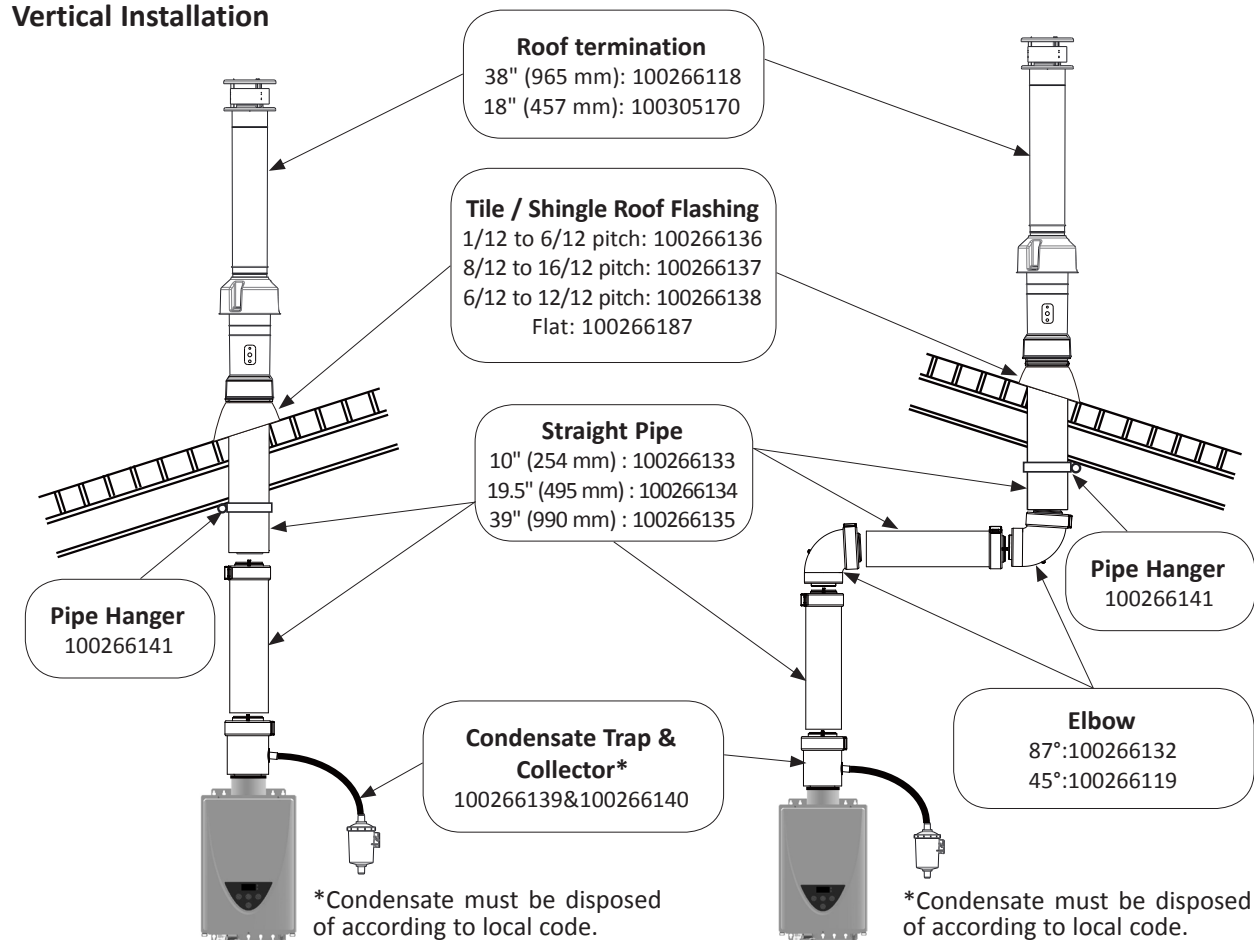 Vertical Installation
Roof termination
38" (965 mm): 100266118
18" (457 mm): 100305170
Tile / Shingle Roof Flashing
1/12 to 6/12 pitch: 100266136
8/12 to 16/12 pitch: 100266137
6/12 to 12/12 pitch: 100266138
Flat: 100266187
Straight Pipe
10" (254 mm) : 100266133
19.5" (495 mm) : 100266134
39" (990 mm) : 100266135
Pipe Hanger
100266141
Pipe Hanger
100266141
Condensate Trap &
Collector*
100266139&100266140
Elbow
87°:100266132
45°:100266119
*Condensate must be disposed
of according to local code.
*Condensate must be disposed
of according to local code.